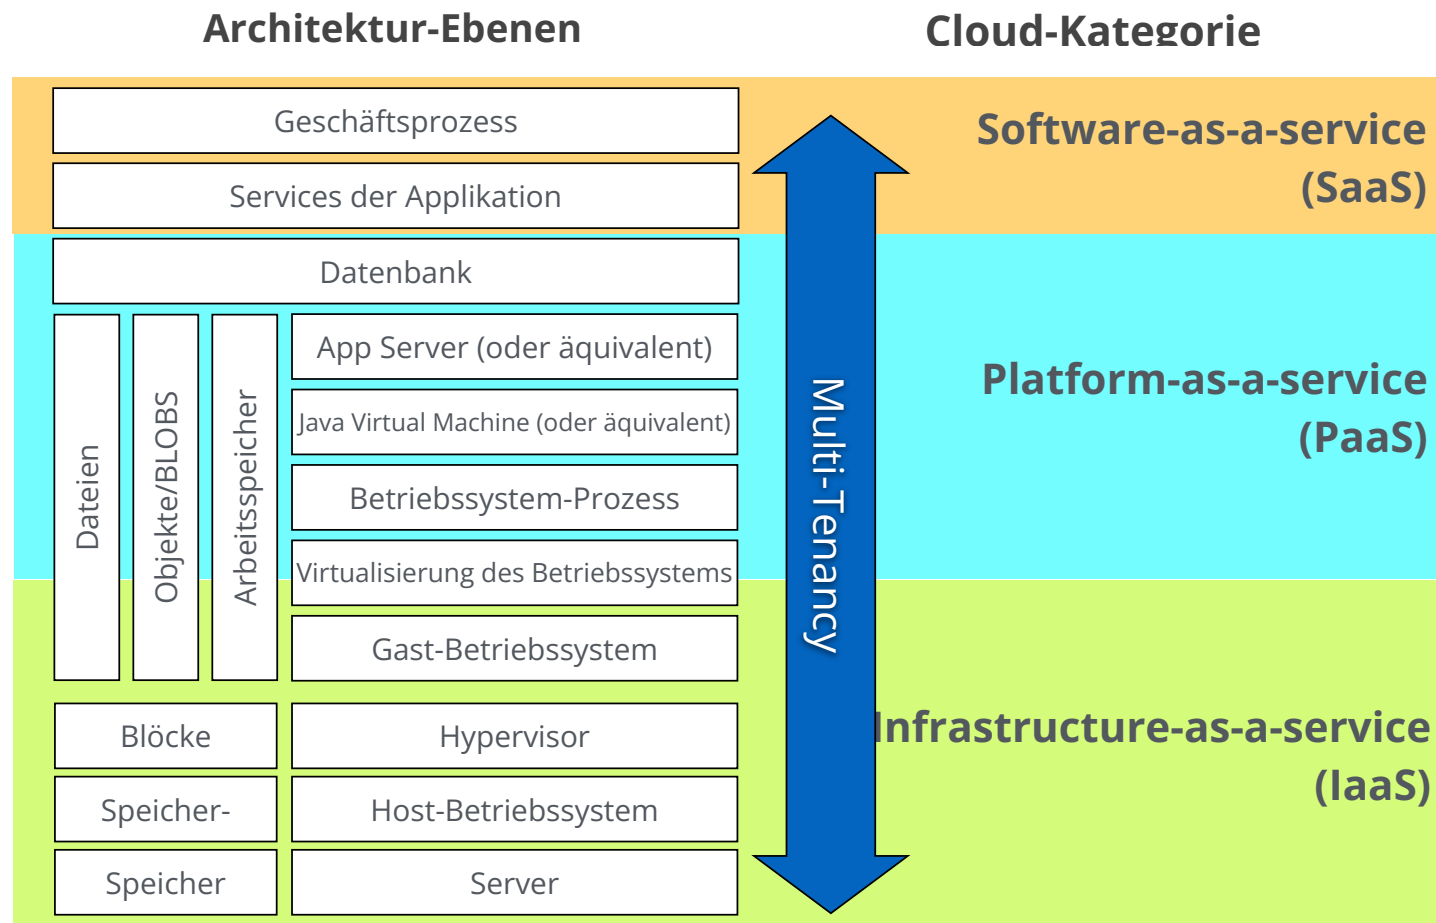 Architektur-Ebenen
Cloud-Kategorie
Geschäftsprozess
Services der Applikation
Software-as-a-service
(SaaS)
Datenbank
App Server (oder äquivalent)
Java Virtual Machine (oder äquivalent)
Betriebssystem-Prozess
Virtualisierung des Betriebssystems
Gast-Betriebssystem
Dateien
Objekte/BLOBS
Arbeitsspeicher
Multi-Tenancy
Platform-as-a-service
(PaaS)
Blöcke
Hypervisor
Speicher-
Host-Betriebssystem
Speicher
Server
Infrastructure-as-a-service
(IaaS)